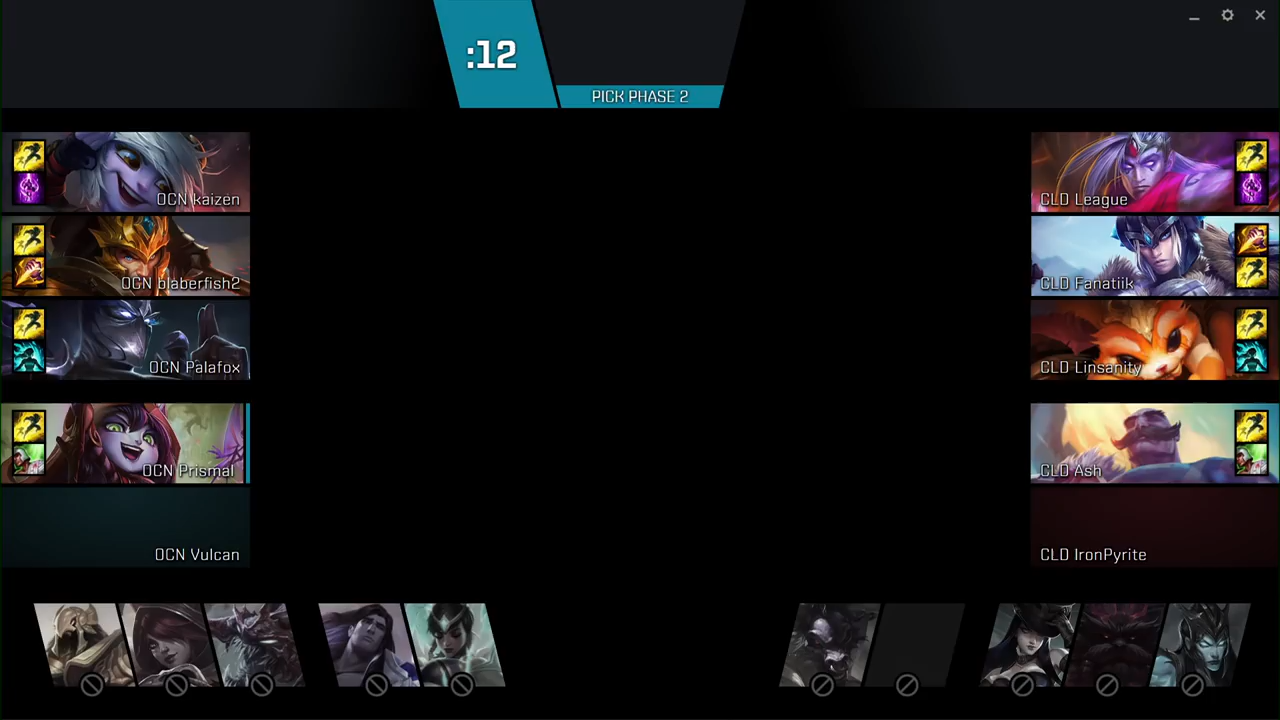 :12
PICK PHASE 2
OCN kaizen
OCN blaberfish2
OCN Palafox
OCN Prismal
OCN Vulcan
CLD League
CLD Fanatiik
CLD Linsanity
CLD Ash
CLD IronPyrite